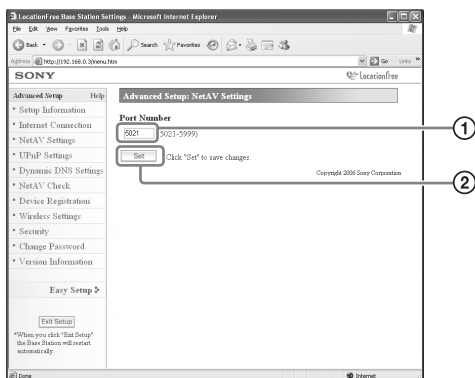 LocationFree Base Station Settings - Microsoft Internet Explorer
File Edit View Favorites Tools Help
Back Search Favorites
Address http://192.168.0.3/menu.htm Go Links »
SONY LocationFree
Advanced Setup Help
• Setup Information
• Internet Connection
• NetAV Settings
• UPnP Settings
• Dynamic DNS Settings
• NetAV Check
• Device Registration
• Wireless Settings
• Security
• Change Password
• Version Information
Easy Setup
Exit Setup
*When you click "Exit Setup"
the Base Station will restart
automatically.
Advanced Setup: NetAV Settings
Port Number
5021 5021-5999)
1
Set Click "Set" to save changes.
2
Copyright 2006 Sony Corporation
Done Internet